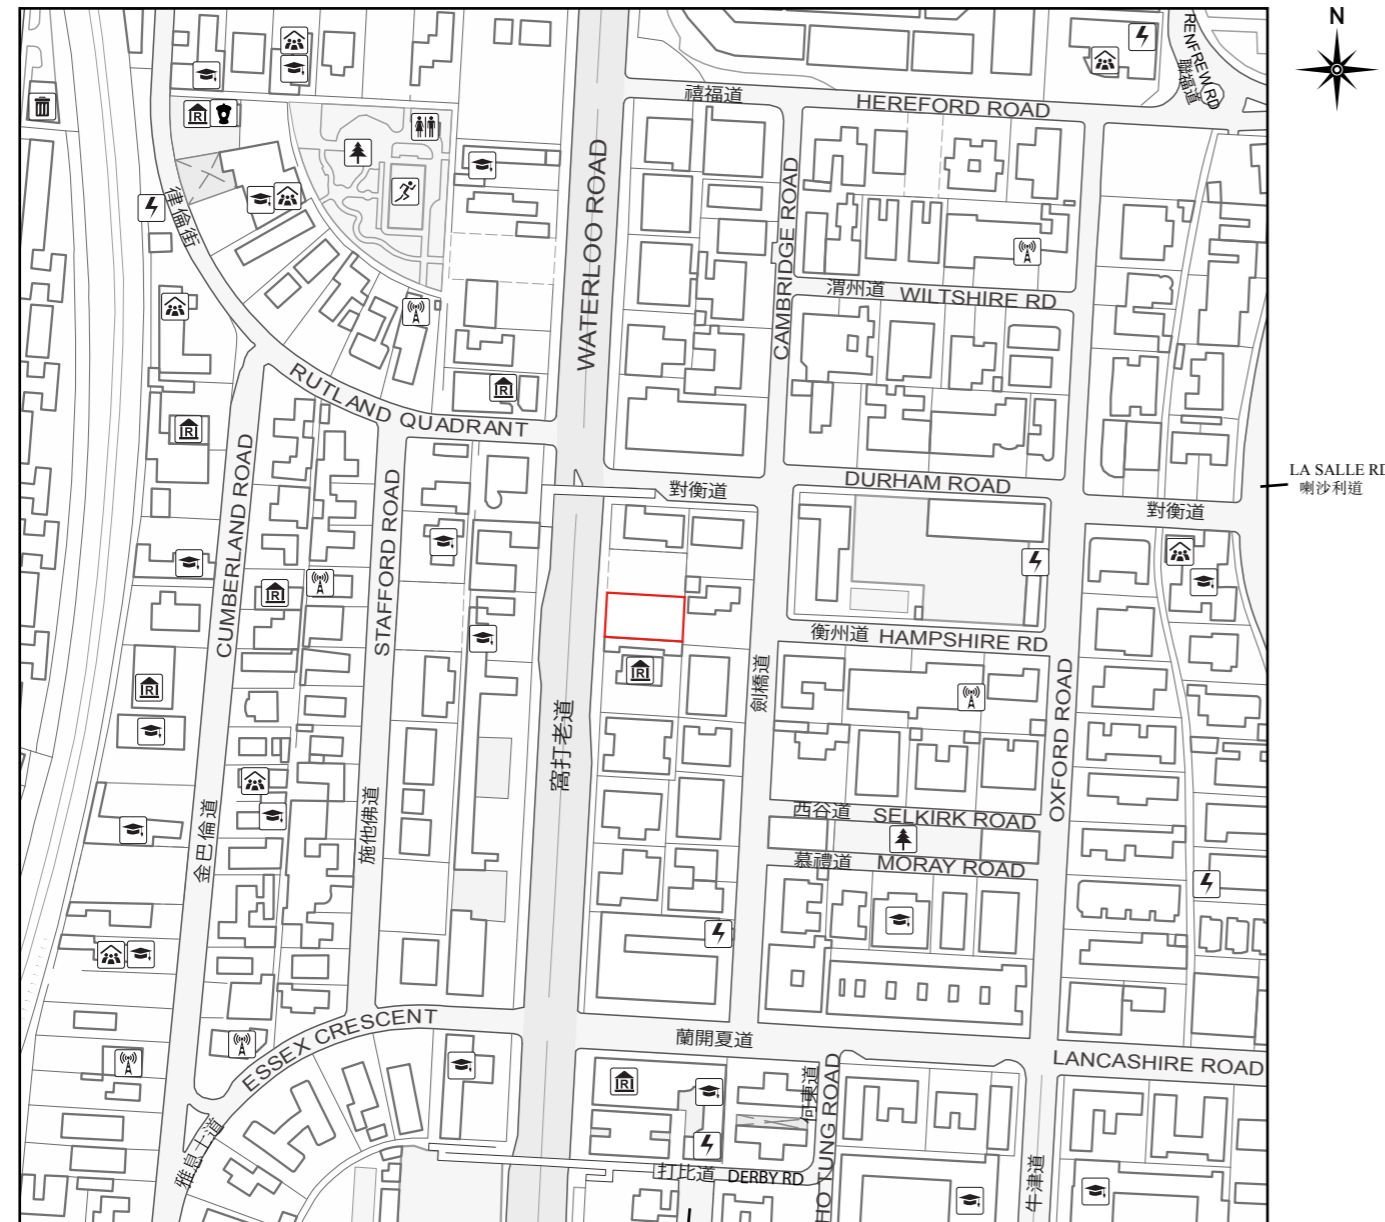 N
RENFREW RD
聯福道
禧福道
HEREFORD ROAD
WATERLOO ROAD
CAMBRIDGE ROAD
律倫街
渭州道 WILTSHIRE RD
RUTLAND QUADRANT
CUMBERLAND ROAD
STAFFORD ROAD
對衡道
DURHAM ROAD
LA SALLE RD
喇沙利道
對衡道
衡州道 HAMPSHIRE RD
劍橋道
OXFORD ROAD
窩打老道
金巴倫道
施他佛道
西谷道 SELKIRK ROAD
慕禮道 MORAY ROAD
ESSEX CRESCENT
蘭開夏道
LANCASHIRE ROAD
何東道
HO TUNG ROAD
雅息士道
打比道 DERBY RD
牛津道
R
R
R
R
R
R
R